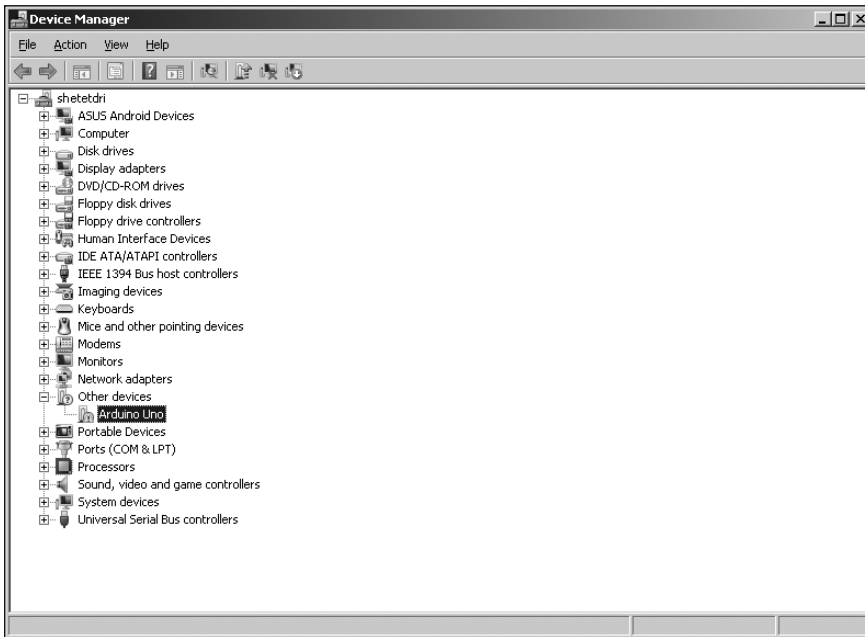 Device Manager
File Action View Help
shetetdri
ASUS Android Devices
Computer
Disk drives
Display adapters
DVD/CD-ROM drives
Floppy disk drives
Floppy drive controllers
Human Interface Devices
IDE ATA/ATAPI controllers
IEEE 1394 Bus host controllers
Imaging devices
Keyboards
Mice and other pointing devices
Modems
Monitors
Network adapters
Other devices
Arduino Uno
Portable Devices
Ports (COM & LPT)
Processors
Sound, video and game controllers
System devices
Universal Serial Bus controllers